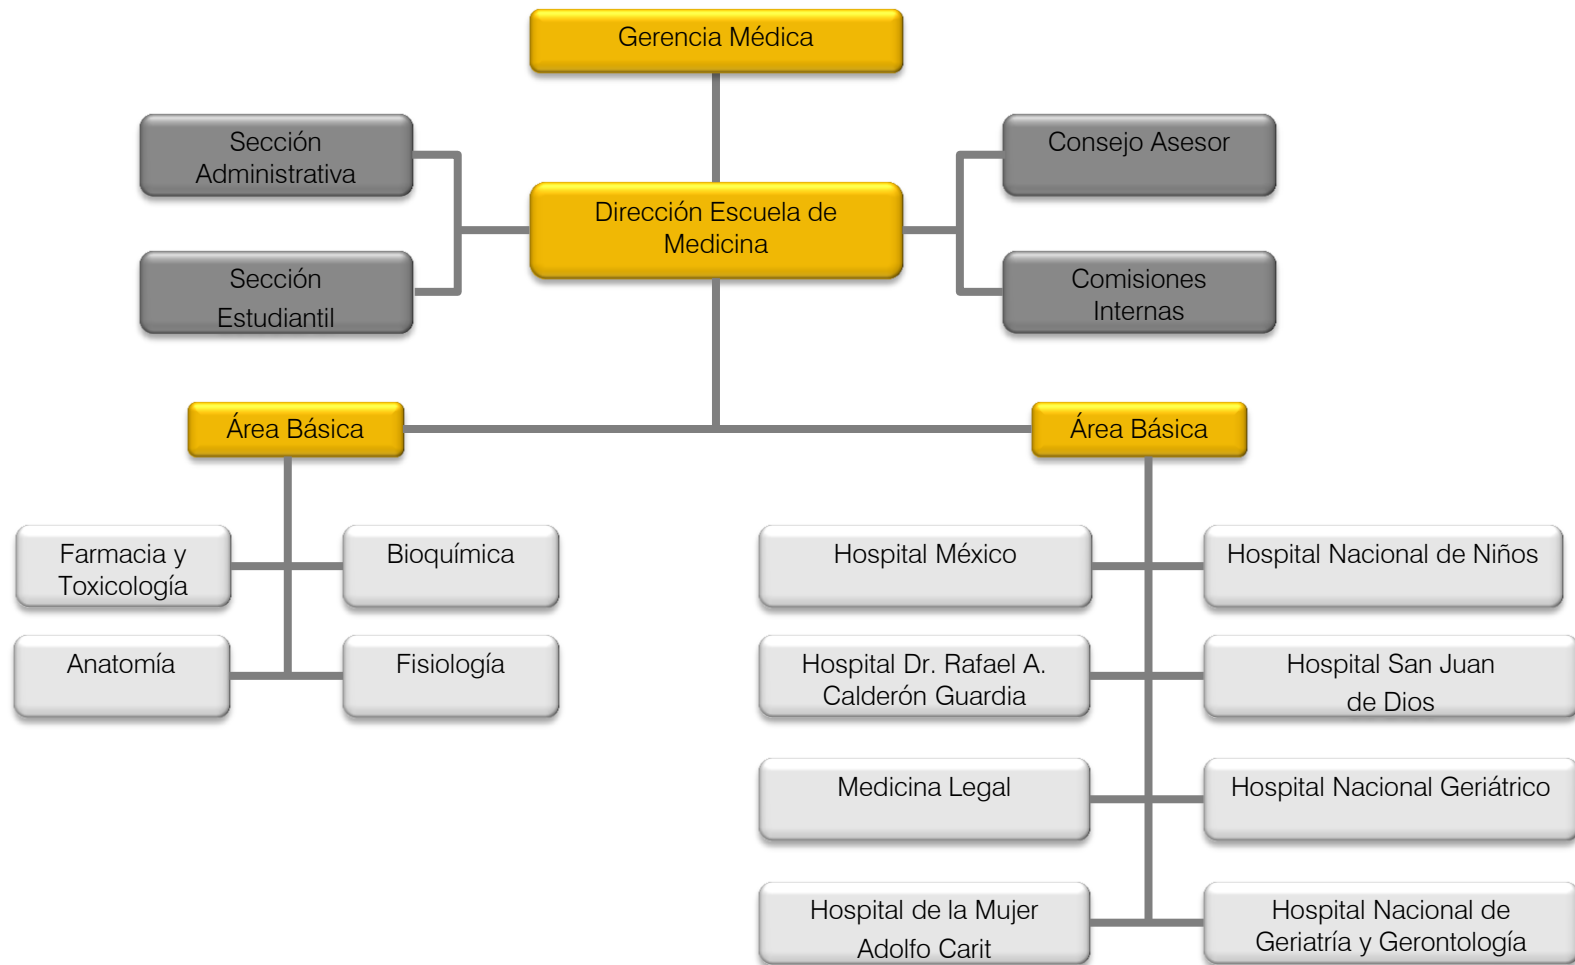 Gerencia Médica
Sección
Administrativa
Consejo Asesor
Dirección Escuela de
Medicina
Sección
Estudiantil
Comisiones
Internas
Área Básica
Área Básica
Farmacia y
Toxicología
Bioquímica
Anatomía
Fisiología
Hospital México
Hospital Nacional de Niños
Hospital Dr. Rafael A.
Calderón Guardia
Hospital San Juan
de Dios
Medicina Legal
Hospital Nacional Geriátrico
Hospital de la Mujer
Adolfo Carit
Hospital Nacional de
Geriatría y Gerontología